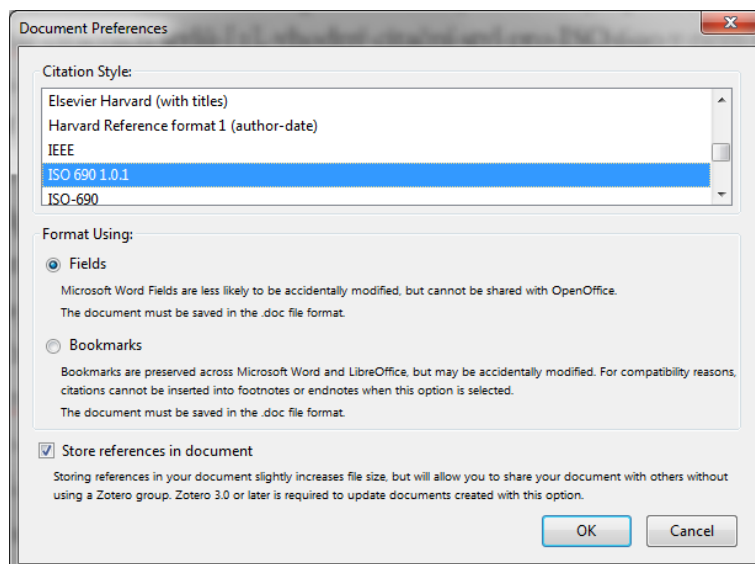 Document Preferences
Citation Style:
Elsevier Harvard (with titles)
Harvard Reference format 1 (author-date)
IEEE
ISO 690 1.0.1
ISO-690
Format Using:
Fields
Microsoft Word Fields are less likely to be accidentally modified, but cannot be shared with OpenOffice.
The document must be saved in the .doc file format.
Bookmarks
Bookmarks are preserved across Microsoft Word and LibreOffice, but may be accidentally modified. For compatibility reasons,
citations cannot be inserted into footnotes or endnotes when this option is selected.
The document must be saved in the .doc file format.
Store references in document
Storing references in your document slightly increases file size, but will allow you to share your document with others without
using a Zotero group. Zotero 3.0 or later is required to update documents created with this option.
OK
Cancel